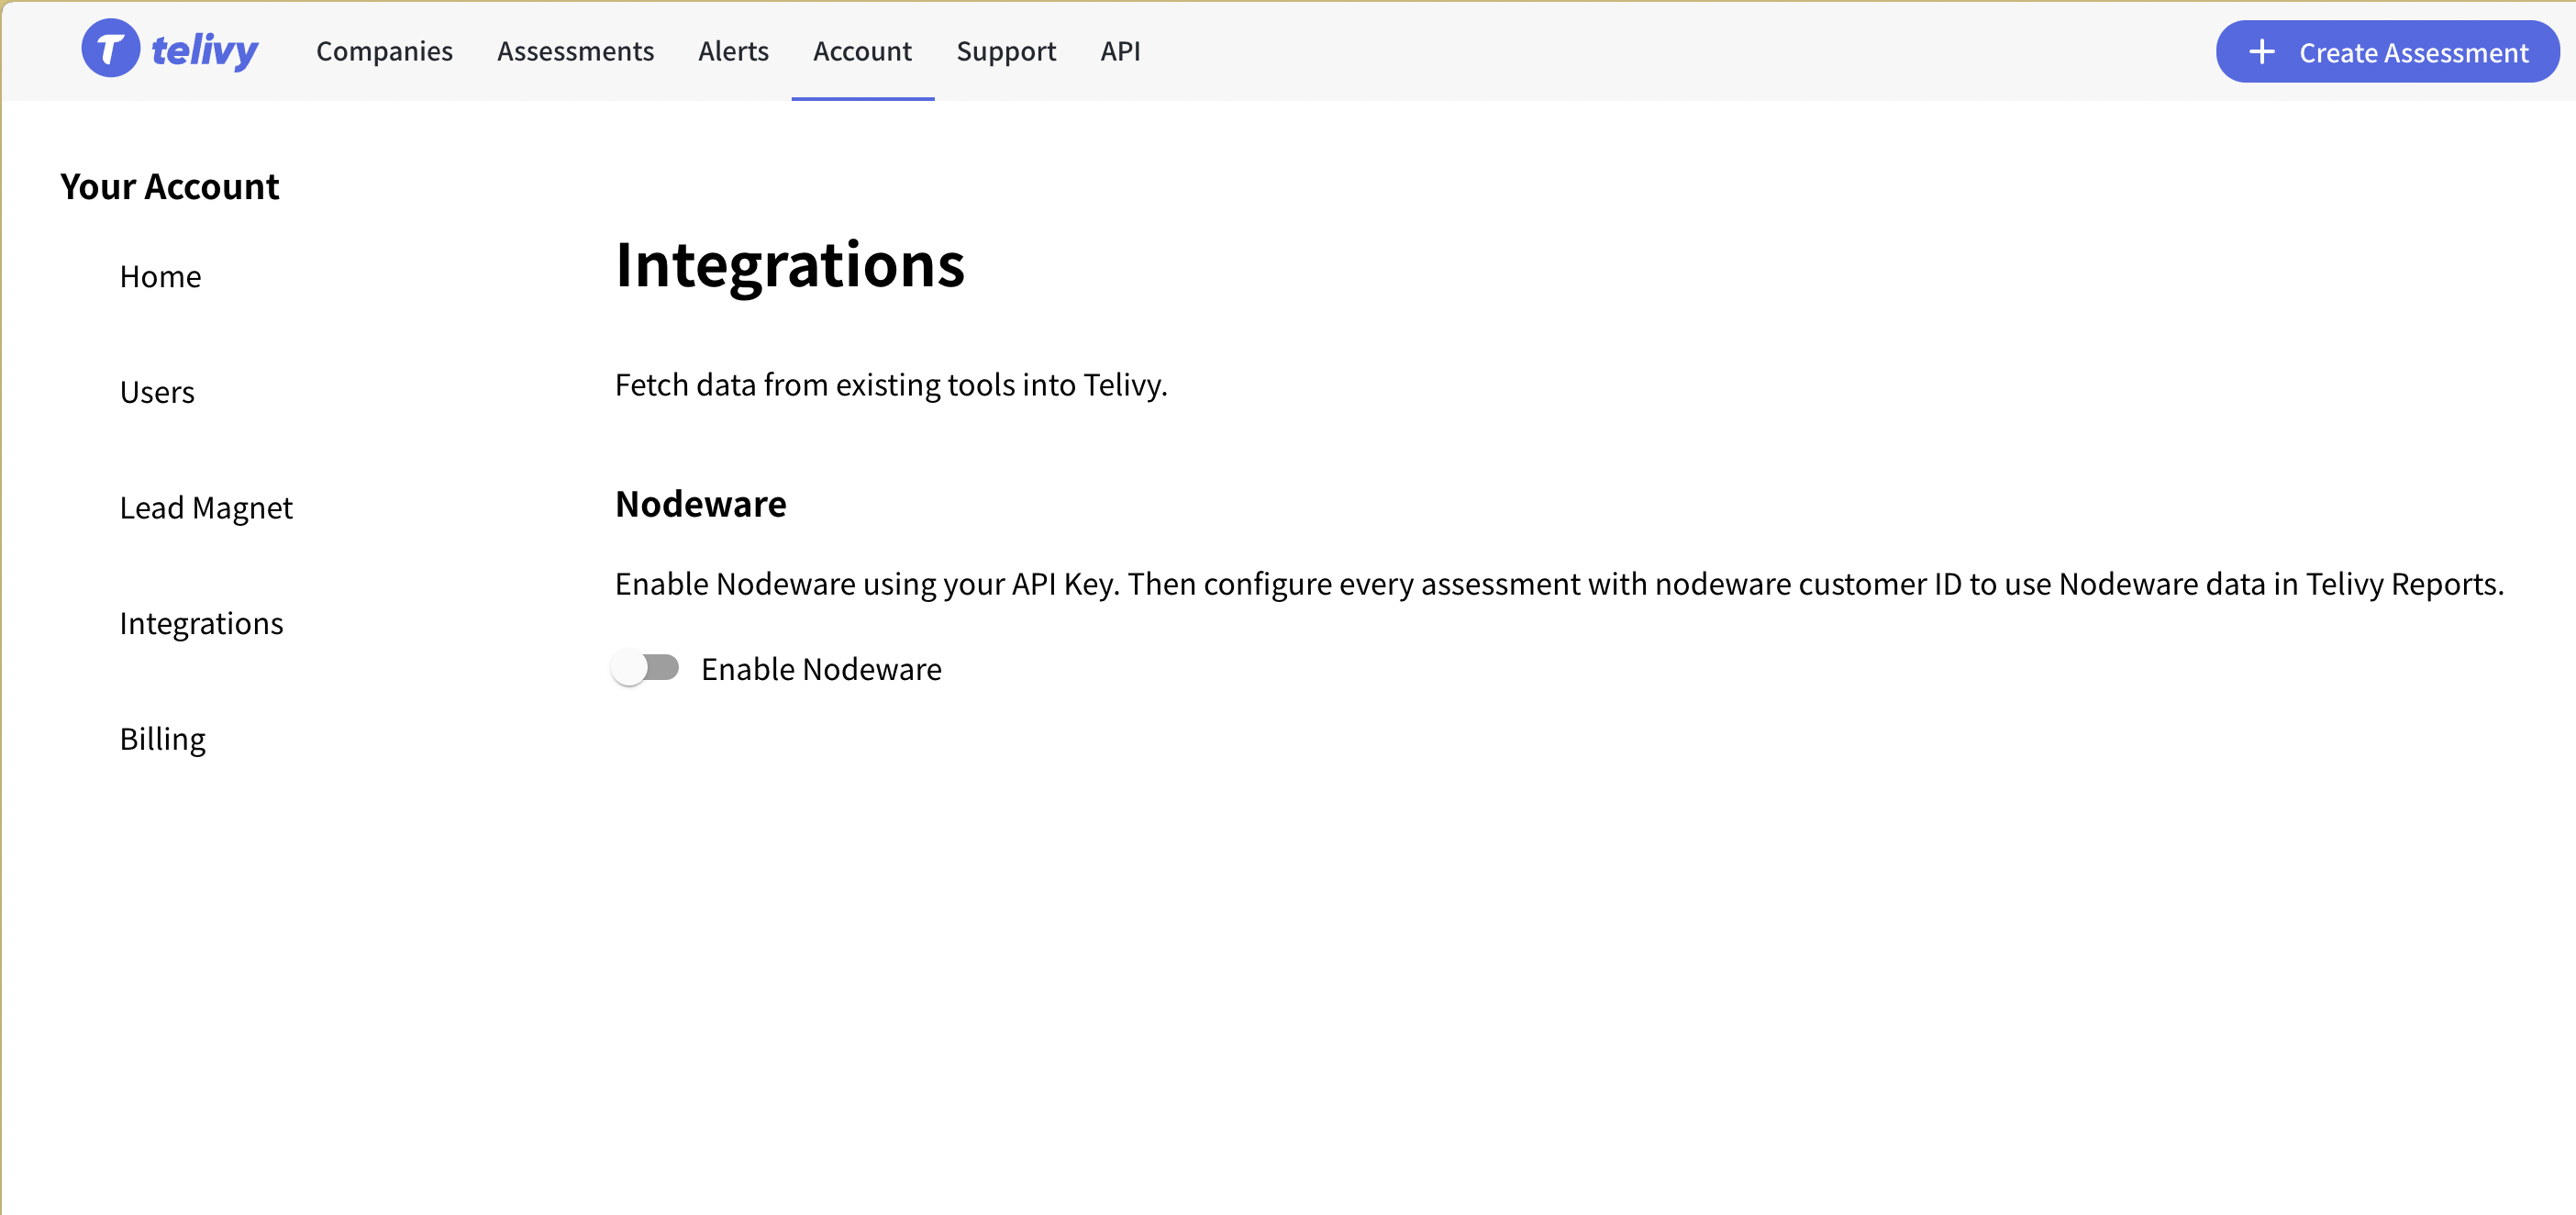 telivy Companies Assessments Alerts Account Support API + Create Assessment
Your Account
Home
Users
Lead Magnet
Integrations
Billing
Integrations
Fetch data from existing tools into Telivy.
Nodeware
Enable Nodeware using your API Key. Then configure every assessment with nodeware customer ID to use Nodeware data in Telivy Reports.
Enable Nodeware